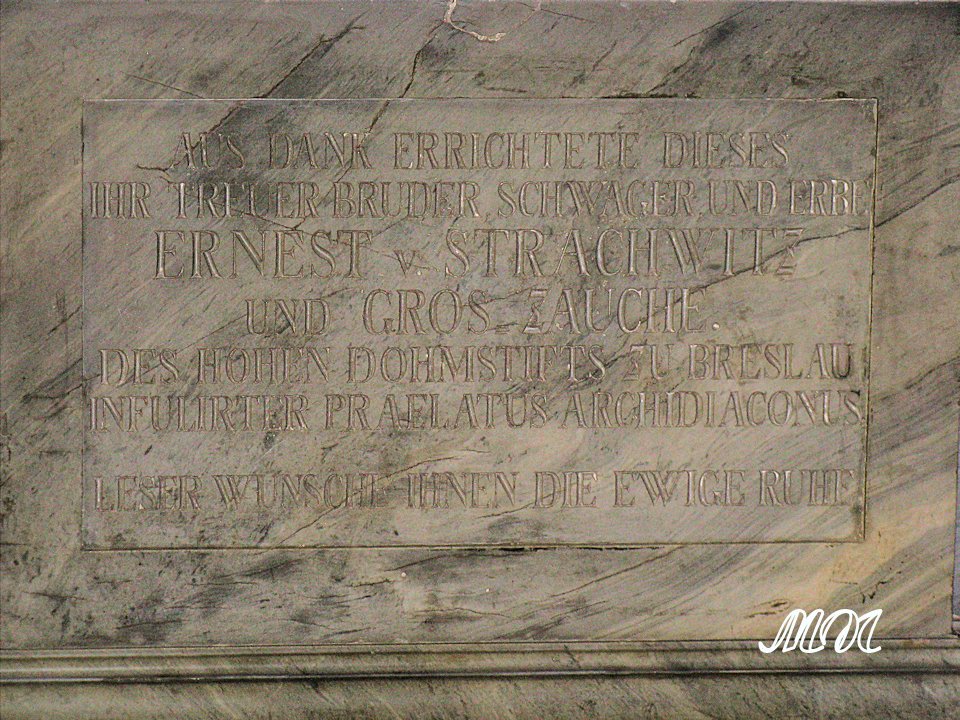 AUS DANK ERRICHTETE DIESES
IHR TREUER BRUDER, SCHWAGER, UND ERBE
ERNEST v. STRACHWITZ
UND GROS-ZAUCHE.
DES HOHEN DOHMSTIFTS ZU BRESLAU
INFULIRTER PRAELATUS ARCHIDIACONUS
LESER WUNSCHE IHNEN DIE EWIGE RUHE